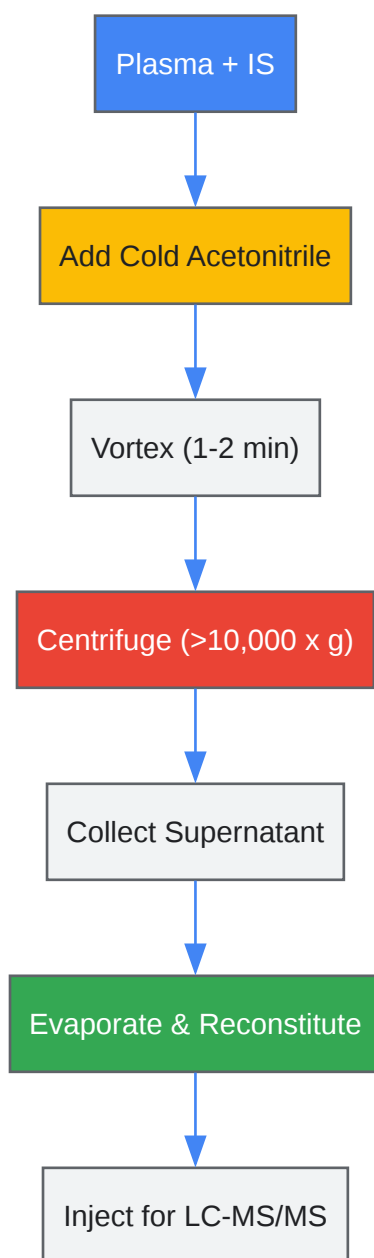 Plasma + IS
Add Cold Acetonitrile
Vortex (1-2 min)
Centrifuge (>10,000 x g)
Collect Supernatant
Evaporate & Reconstitute
Inject for LC-MS/MS